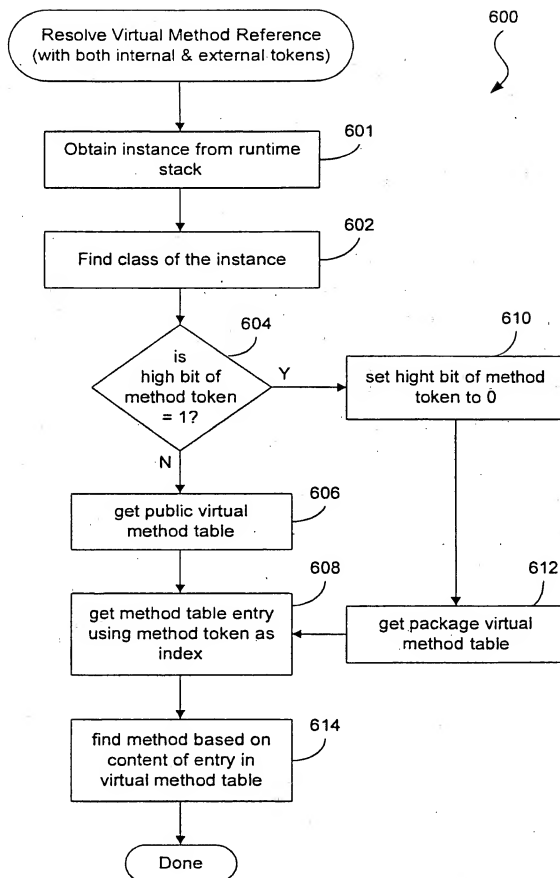 Resolve Virtual Method Reference
(with both internal & external tokens)
600
601
Obtain instance from runtime
stack
602
Find class of the instance
604
is
high bit of
method token
= 1?
Y
N
610
set hight bit of method
token to 0
606
get public virtual
method table
608
get method table entry
using method token as
index
612
get package virtual
method table
614
find method based on
content of entry in
virtual method table
Done